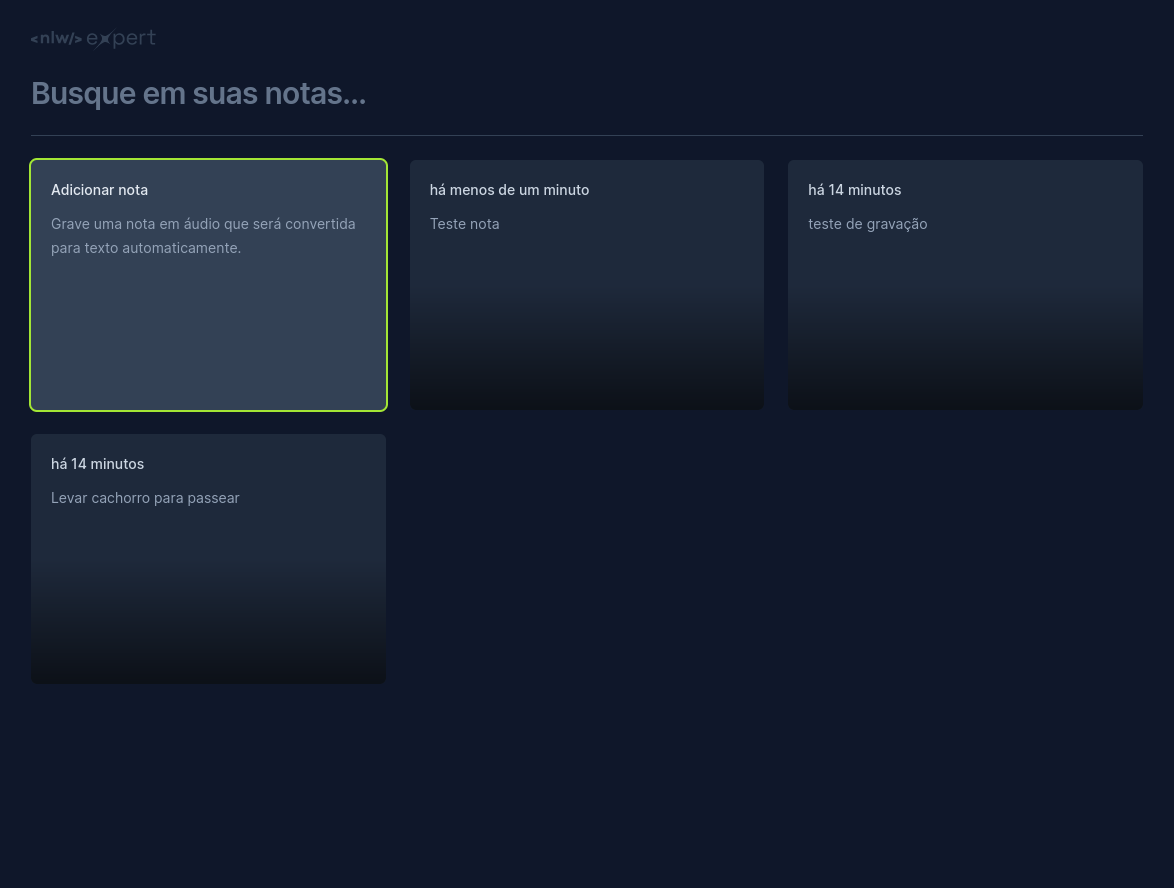 <nlw/> expert
Busque em suas notas...
Adicionar nota
Grave uma nota em áudio que será convertida
para texto automaticamente.
há menos de um minuto
Teste nota
há 14 minutos
teste de gravação
há 14 minutos
Levar cachorro para passear